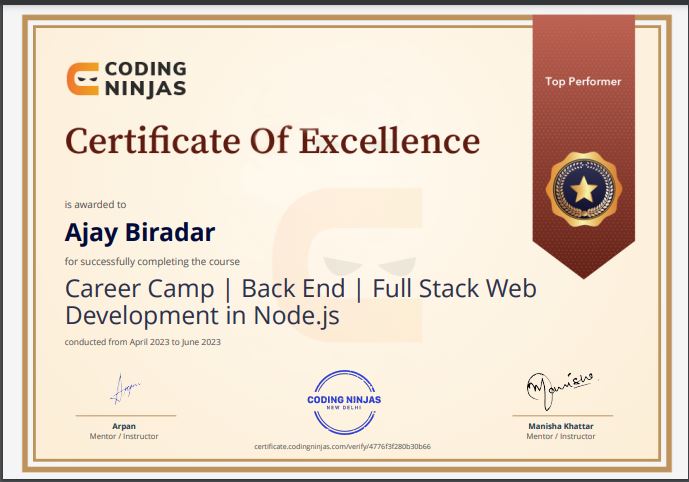 CODING
NINJAS
Top Performer
Certificate Of Excellence
is awarded to
Ajay Biradar
for successfully completing the course
Career Camp | Back End | Full Stack Web
Development in Node.js
conducted from April 2023 to June 2023
Arpan
Manisha
CODING NINJAS
NEW DELHI
Arpan
Mentor / Instructor
Manisha Khattar
Mentor / Instructor
certificate.codingninjas.com/verify/4776f3f280b30b66